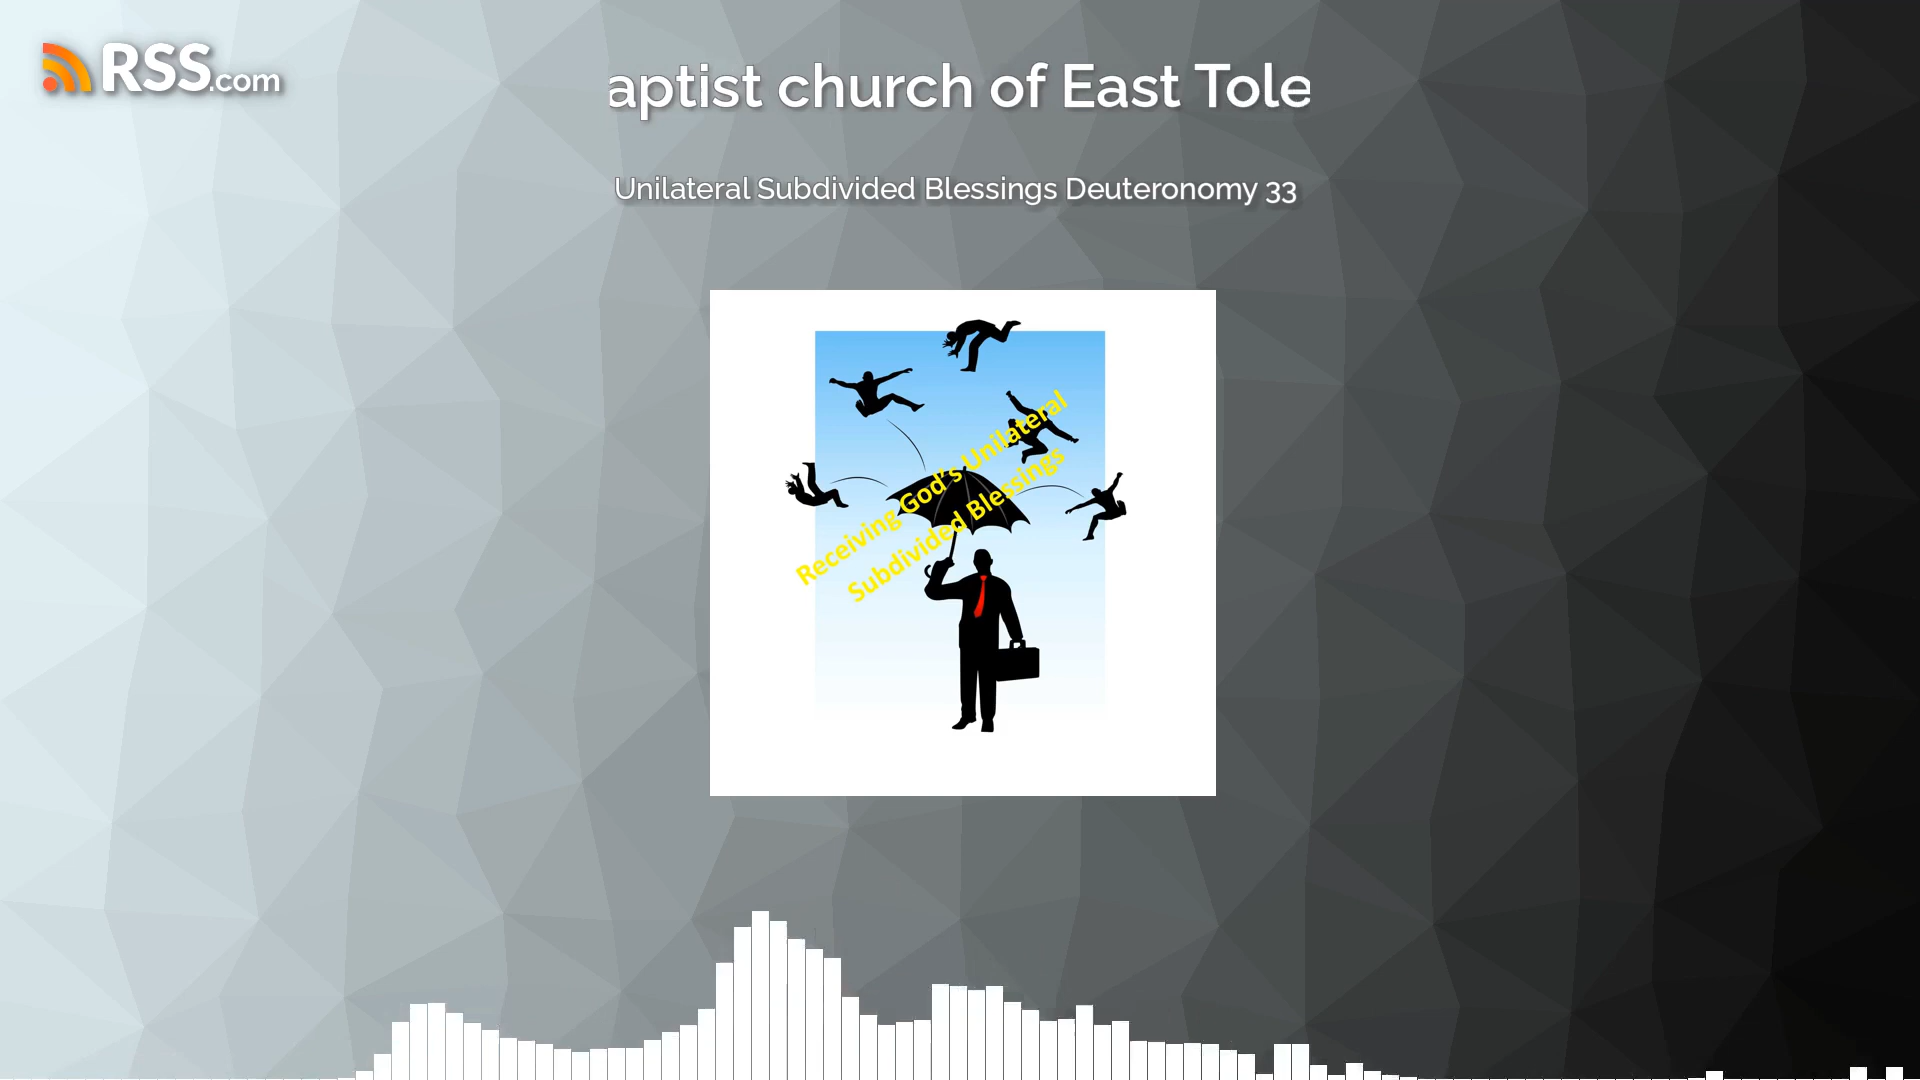 RSS.com
aptist church of East Tole
Unilateral Subdivided Blessings Deuteronomy 33
Receiving God's Unilateral
Subdivided Blessings